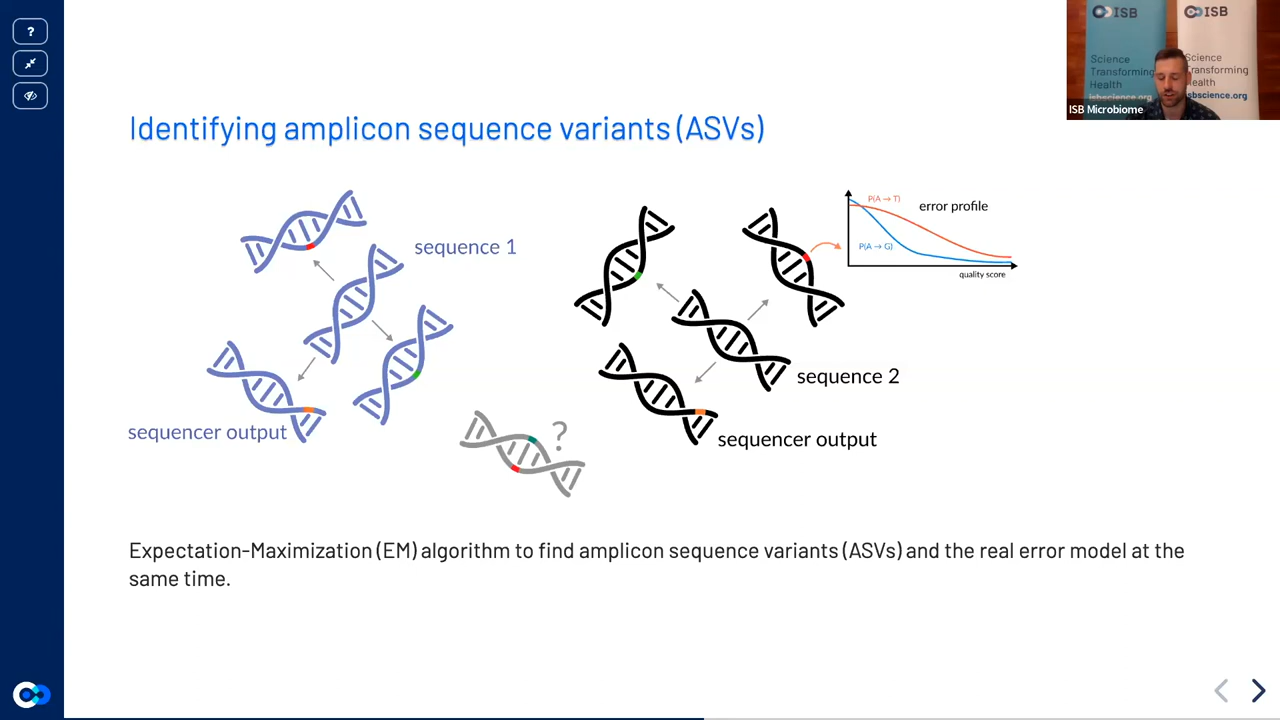 ?
ISB
ISB
Science
Transforming
Health
isbscience.org
Science
Transforming
Health
isbscience.org
ISB Microbiome
Identifying amplicon sequence variants (ASVs)
sequence 1
sequencer output
?
P(A → T)
error profile
P(A → G)
quality score
sequence 2
sequencer output
Expectation-Maximization (EM) algorithm to find amplicon sequence variants (ASVs) and the real error model at the
same time.